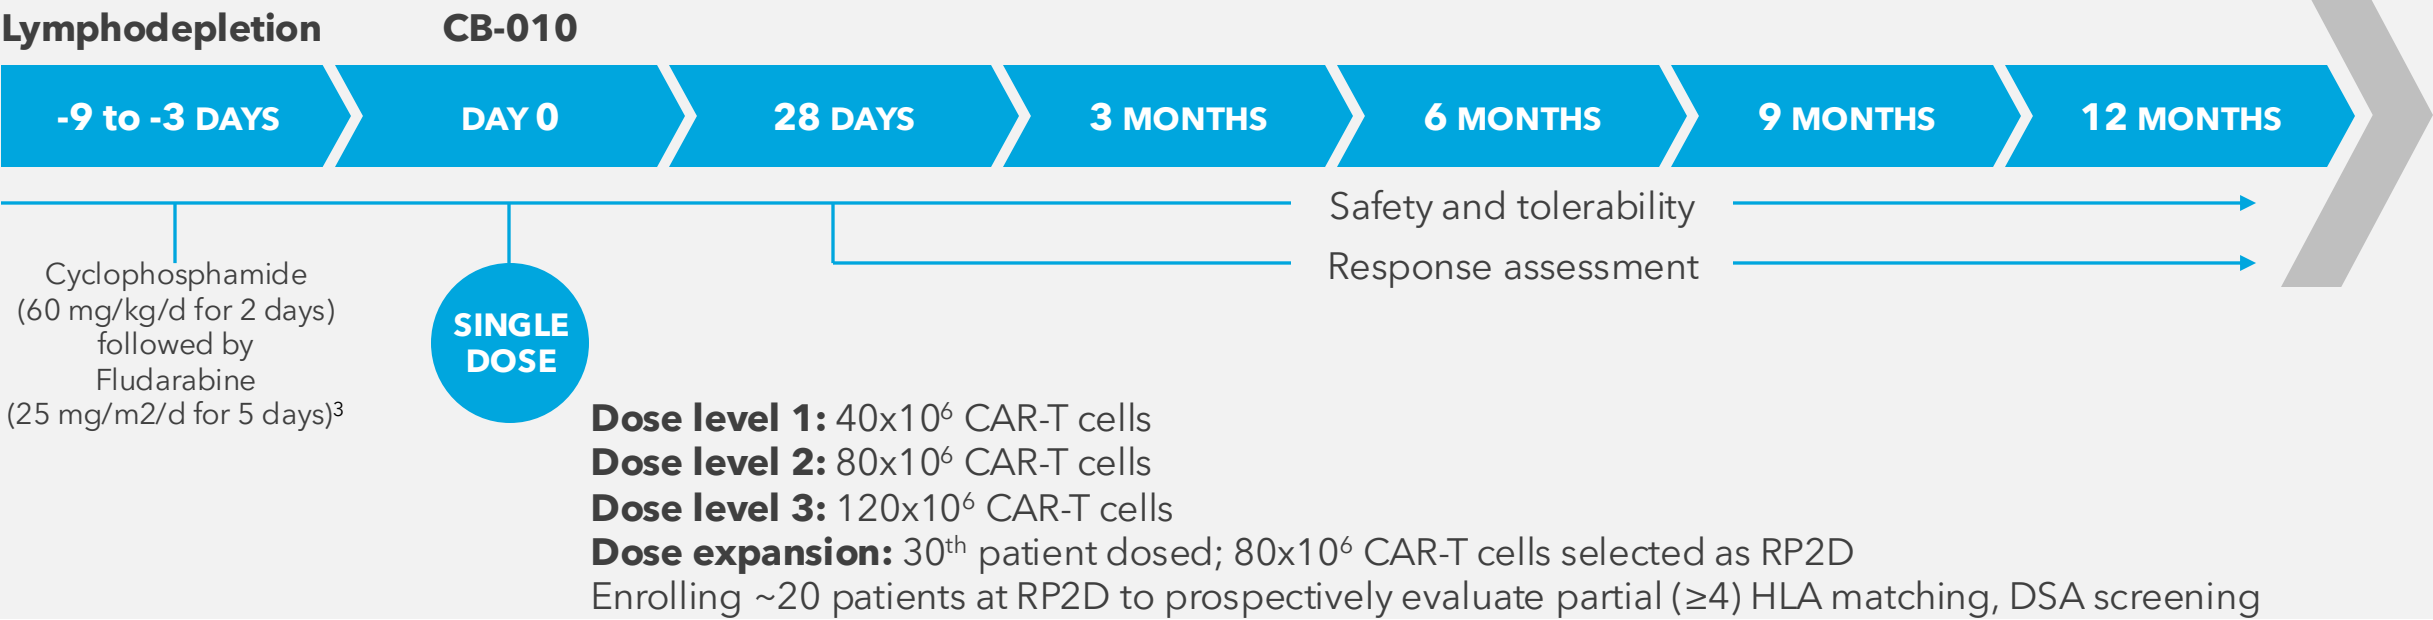 Lymphodepletion
CB-010
-9 to -3 DAYS
DAY 0
28 DAYS
3 MONTHS
6 MONTHS
9 MONTHS
12 MONTHS
Safety and tolerability
Response assessment
Cyclophosphamide
(60 mg/kg/d for 2 days)
followed by
Fludarabine
(25 mg/m2/d for 5 days)³
SINGLE
DOSE
Dose level 1: 40x10⁶ CAR-T cells
Dose level 2: 80x10⁶ CAR-T cells
Dose level 3: 120x10⁶ CAR-T cells
Dose expansion: 30ᵗʰ patient dosed; 80x10⁶ CAR-T cells selected as RP2D
Enrolling ~20 patients at RP2D to prospectively evaluate partial (≥4) HLA matching, DSA screening